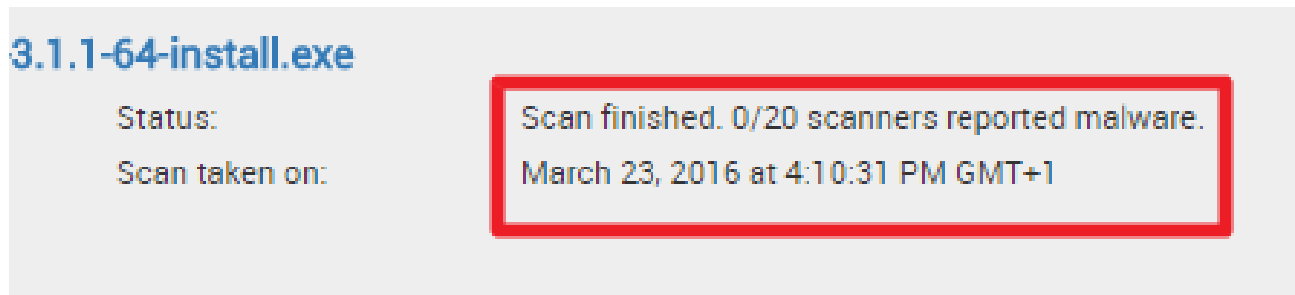 3.1.1-64-install.exe
Status: Scan finished. 0/20 scanners reported malware.
Scan taken on: March 23, 2016 at 4:10:31 PM GMT+1